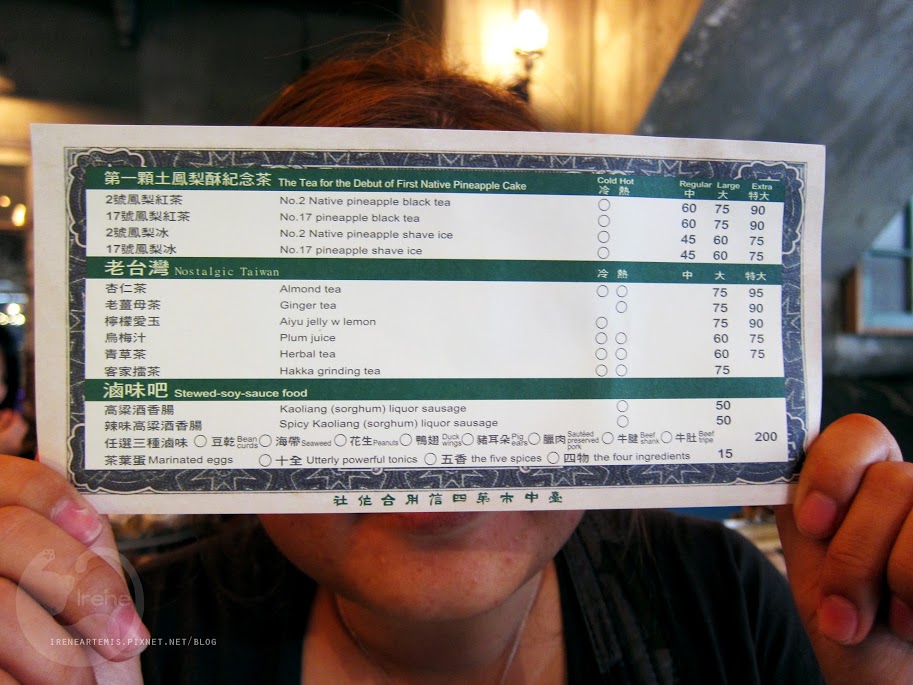 第一顆土鳳梨酥紀念茶 The Tea for the Debut of First Native Pineapple Cake Cold Hot Regular Large Extra
冷 熱 中 大 特大
2號鳳梨紅茶 No.2 Native pineapple black tea ○ 60 75 90
17號鳳梨紅茶 No.17 pineapple black tea ○ 60 75 90
2號鳳梨冰 No.2 Native pineapple shave ice ○ 45 60 75
17號鳳梨冰 No.17 pineapple shave ice ○ 45 60 75
老台灣 Nostalgic Taiwan 冷 熱 中 大 特大
杏仁茶 Almond tea ○ ○ 75 95
老薑母茶 Ginger tea ○ 75 90
檸檬愛玉 Aiyu jelly w lemon ○ 75 90
烏梅汁 Plum juice ○ ○ 60 75
青草茶 Herbal tea ○ ○ 60 75
客家擂茶 Hakka grinding tea ○ ○ 75
滷味吧 Stewed-soy-sauce food
高梁酒香腸 Kaoliang (sorghum) liquor sausage ○ 50
辣味高梁酒香腸 Spicy Kaoliang (sorghum) liquor sausage ○ 50
任選三種滷味 ○ 豆乾 Bean curds ○ 海帶 Seaweed ○ 花生 Peanuts ○ 鴨翅 Duck wings ○ 豬耳朵 Pig ears ○ 臘肉 Sautéed preserved pork ○ 牛腱 Beef shank ○ 牛肚 Beef tripe 200
茶葉蛋 Marinated eggs ○ 十全 Utterly powerful tonics ○ 五香 the five spices ○ 四物 the four ingredients 15
社作合用信四第市中臺
Irene
IRENEARTEMIS.PIXNET.NET/BLOG